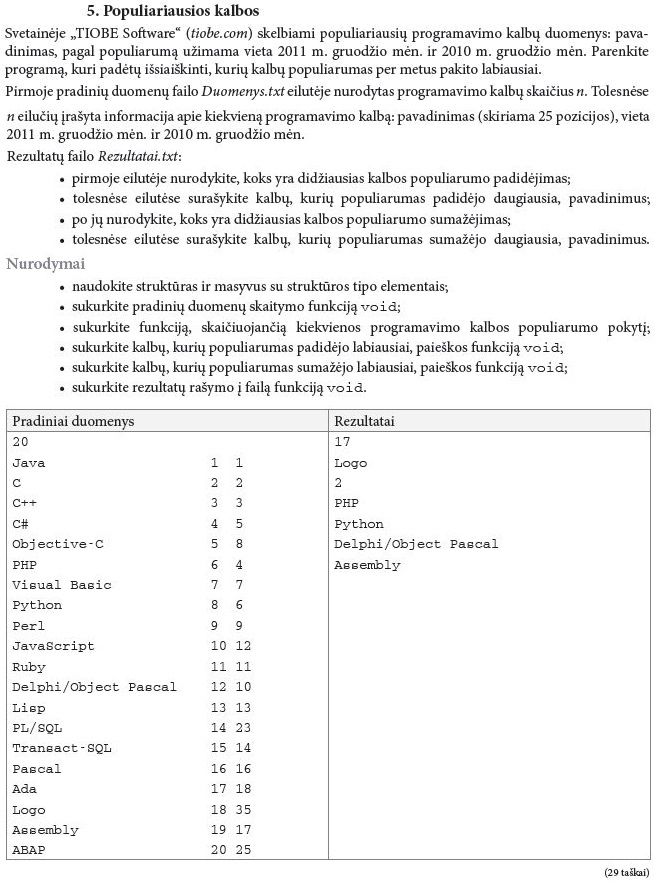 5. Populiariausios kalbos
Svetainėje „TIOBE Software“ (tiobe.com) skelbiami populiariausių programavimo kalbų duomenys: pava-
dinimas, pagal populiarumą užimama vieta 2011 m. gruodžio mėn. ir 2010 m. gruodžio mėn. Parenkite
programą, kuri padėtų išsiaiškinti, kurių kalbų populiarumas per metus pakito labiausiai.
Pirmoje pradinių duomenų failo Duomenys.txt eilutėje nurodytas programavimo kalbų skaičius n. Tolesnėse
n eilučių įrašyta informacija apie kiekvieną programavimo kalbą: pavadinimas (skiriama 25 pozicijos), vieta
2011 m. gruodžio mėn. ir 2010 m. gruodžio mėn.
Rezultatų failo Rezultatai.txt:
• pirmoje eilutėje nurodykite, koks yra didžiausias kalbos populiarumo padidėjimas;
• tolesnėse eilutėse surašykite kalbų, kurių populiarumas padidėjo daugiausia, pavadinimus;
• po jų nurodykite, koks yra didžiausias kalbos populiarumo sumažėjimas;
• tolesnėse eilutėse surašykite kalbų, kurių populiarumas sumažėjo daugiausia, pavadinimus.
Nurodymai
• naudokite struktūras ir masyvus su struktūros tipo elementais;
• sukurkite pradinių duomenų skaitymo funkciją void;
• sukurkite funkciją, skaičiuojančią kiekvienos programavimo kalbos populiarumo pokytį;
• sukurkite kalbų, kurių populiarumas padidėjo labiausiai, paieškos funkciją void;
• sukurkite kalbų, kurių populiarumas sumažėjo labiausiai, paieškos funkciją void;
• sukurkite rezultatų rašymo į failą funkciją void.
Pradiniai duomenys Rezultatai
20 17
Java 1 1 Logo
C 2 2 2
C++ 3 3 PHP
C# 4 5 Python
Objective-C 5 8 Delphi/Object Pascal
PHP 6 4 Assembly
Visual Basic 7 7
Python 8 6
Perl 9 9
JavaScript 10 12
Ruby 11 11
Delphi/Object Pascal 12 10
Lisp 13 13
PL/SQL 14 23
Transact-SQL 15 14
Pascal 16 16
Ada 17 18
Logo 18 35
Assembly 19 17
ABAP 20 25
(29 taškai)